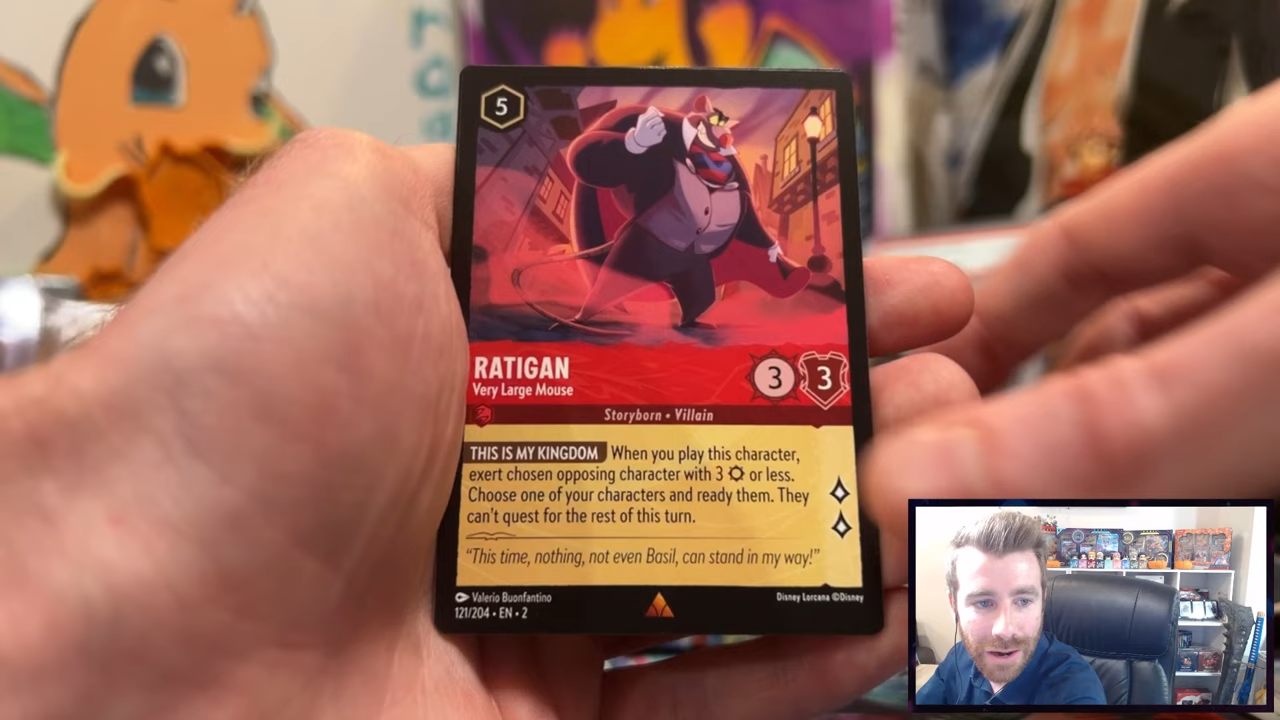 5
RATIGAN
Very Large Mouse
3
3
Storyborn • Villain
THIS IS MY KINGDOM When you play this character,
exert chosen opposing character with 3 or less.
Choose one of your characters and ready them. They
can't quest for the rest of this turn.
"This time, nothing, not even Basil, can stand in my way!"
Valerio Buonfantino
Disney Lorcana ©Disney
121/204 • EN • 2